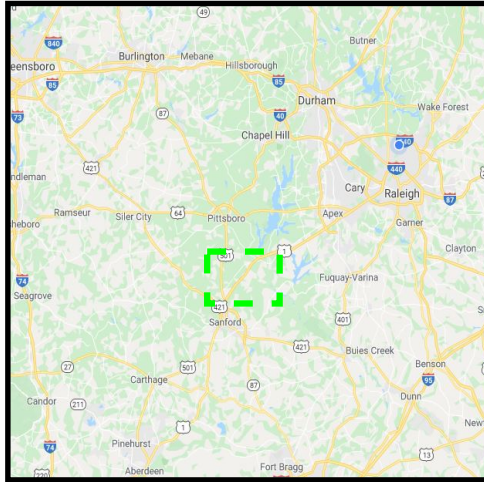 49
Butner
840
Burlington
Mebane
Hillsborough
eensboro
85
85
Durham
Wake Forest
87
40
73
Chapel Hill
40
421
440
ndleman
Cary
Raleigh
87
Ramseur
Siler City
64
Pittsboro
Apex
heboro
Garner
501
1
Clayton
74
Fuquay-Varina
Seagrove
421
401
Sanford
421
Buies Creek
27
501
Benson
Carthage
87
95
Candor
211
Dunn
1
New
74
Pinehurst
13
220
Aberdeen
Fort Bragg